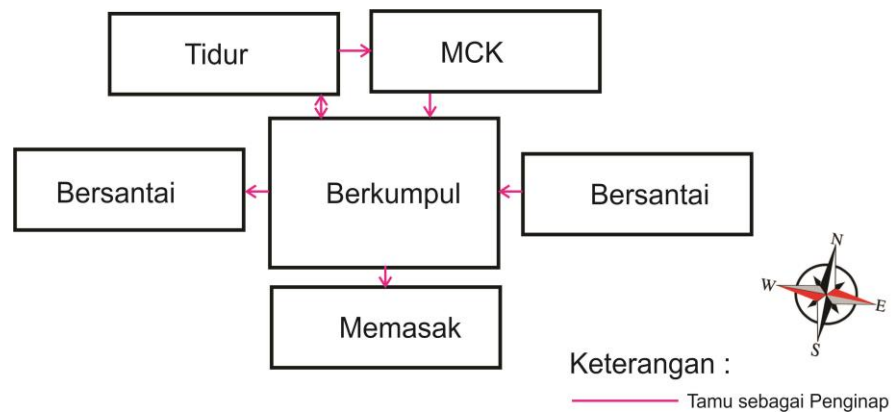 Tidur
MCK
Bersantai
Berkumpul
Bersantai
Memasak
N
W
E
S
Keterangan :
Tamu sebagai Penginap